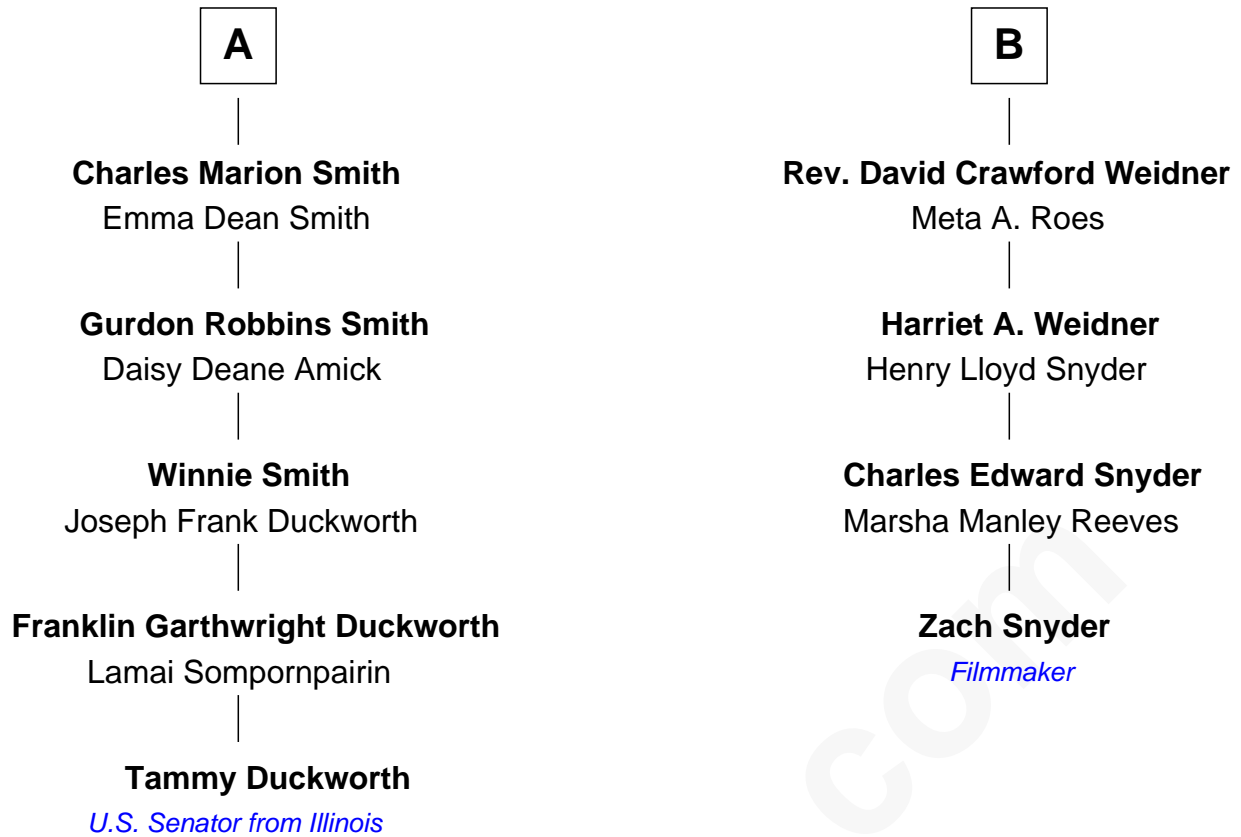 A
Charles Marion Smith
Emma Dean Smith
Gurdon Robbins Smith
Daisy Deane Amick
Winnie Smith
Joseph Frank Duckworth
Franklin Garthwright Duckworth
Lamai Sompornpairin
Tammy Duckworth
U.S. Senator from Illinois
B
Rev. David Crawford Weidner
Meta A. Roes
Harriet A. Weidner
Henry Lloyd Snyder
Charles Edward Snyder
Marsha Manley Reeves
Zach Snyder
Filmmaker
com